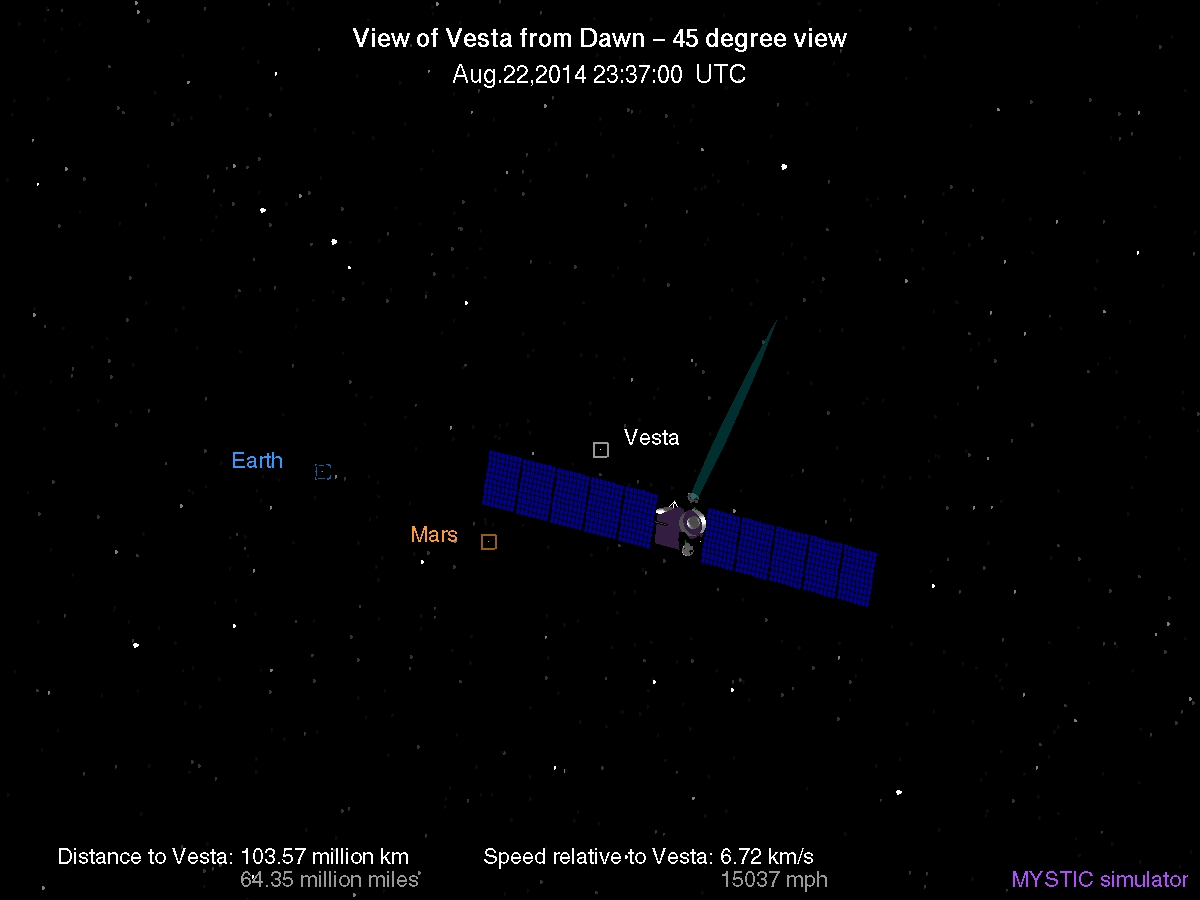 View of Vesta from Dawn – 45 degree view
Aug.22,2014 23:37:00 UTC
Vesta
Earth
Mars
Distance to Vesta: 103.57 million km
64.35 million miles
Speed relative to Vesta: 6.72 km/s
15037 mph
MYSTIC simulator